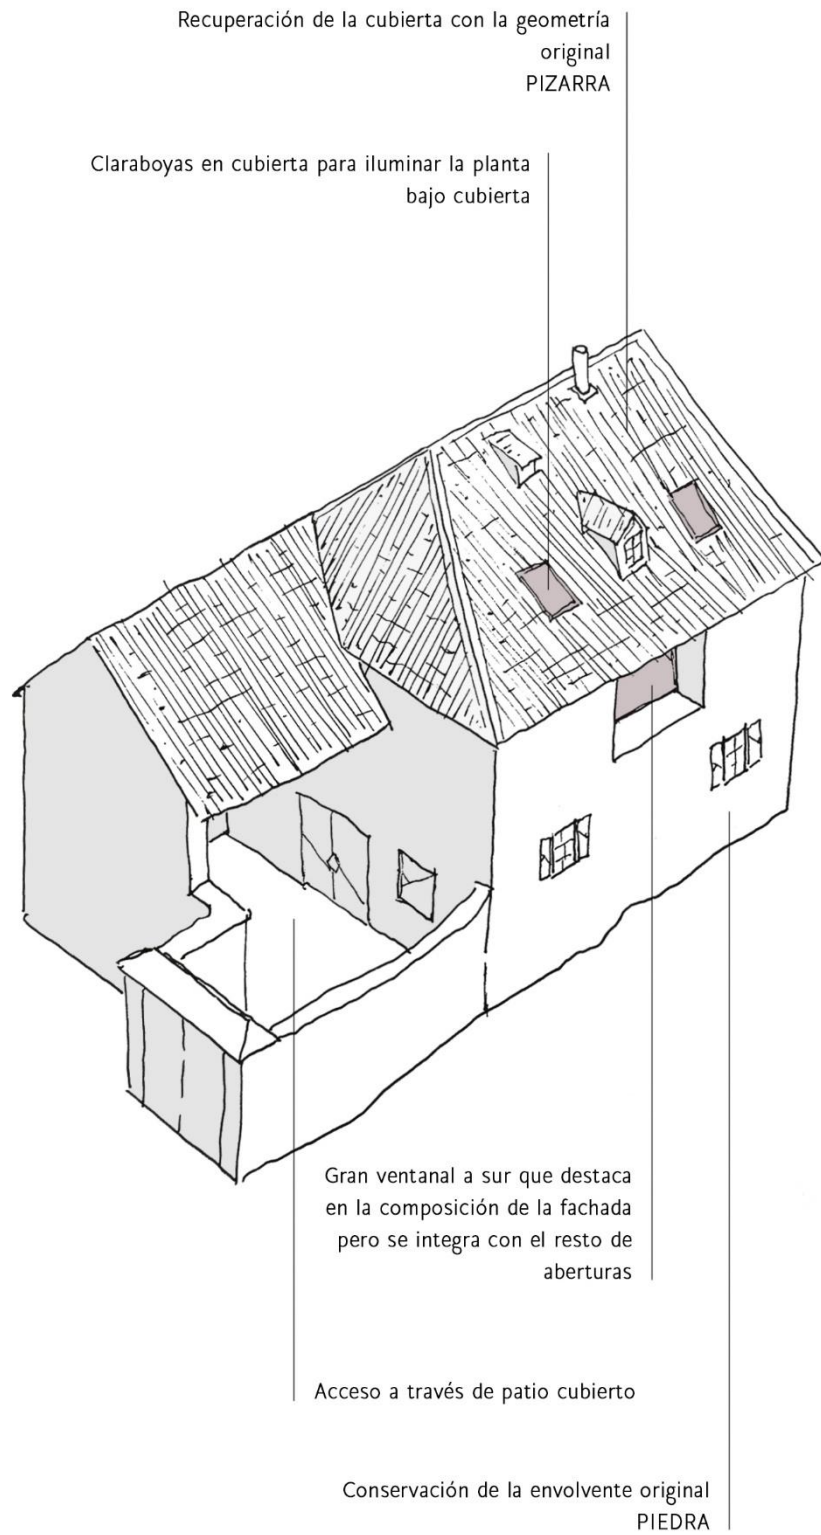 Recuperación de la cubierta con la geometría
original
PIZARRA
Claraboyas en cubierta para iluminar la planta
bajo cubierta
Gran ventanal a sur que destaca
en la composición de la fachada
pero se integra con el resto de
aberturas
Acceso a través de patio cubierto
Conservación de la envolvente original
PIEDRA